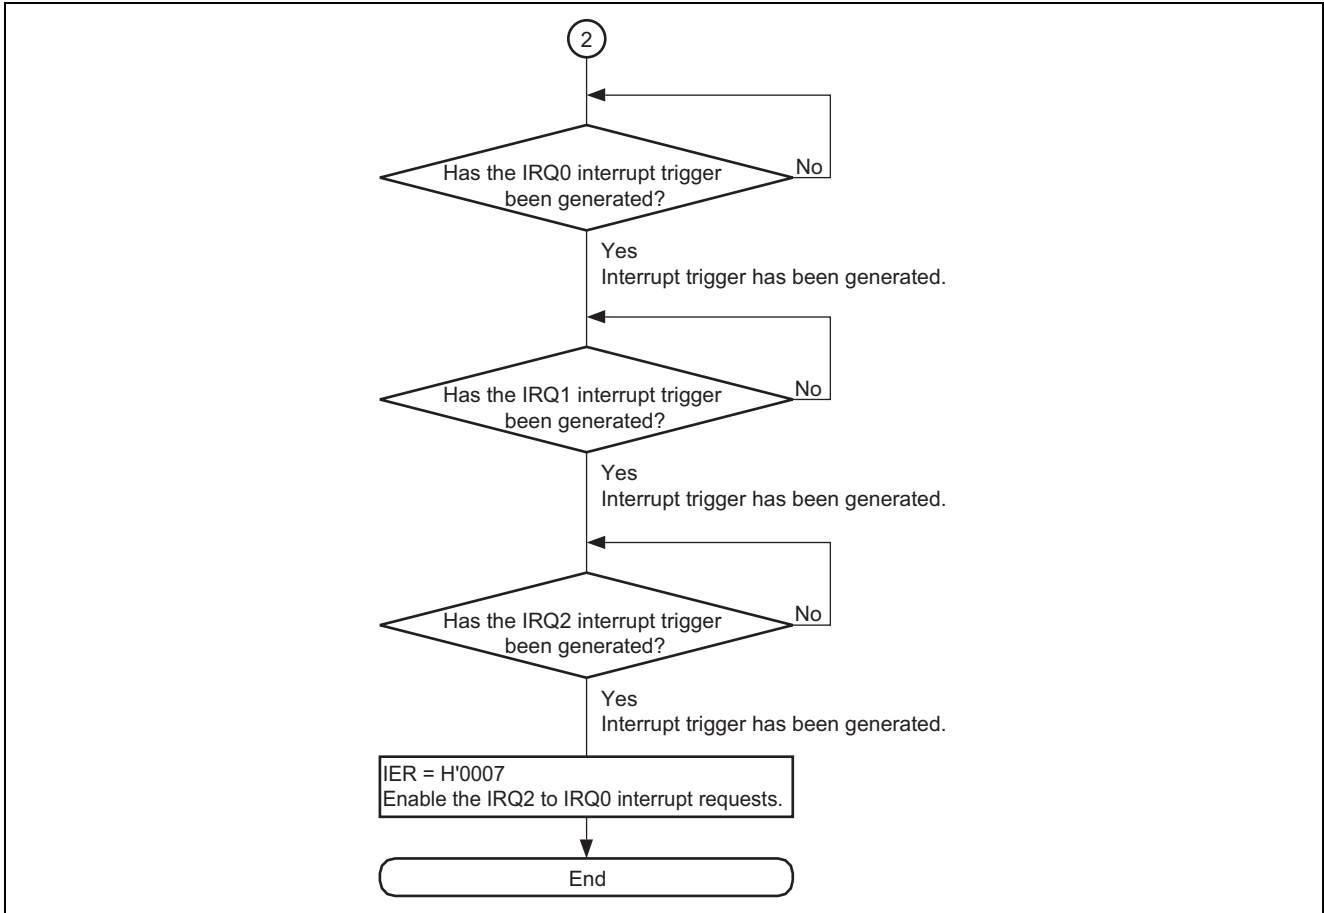 2
No
Has the IRQ0 interrupt trigger
been generated?
Yes
Interrupt trigger has been generated.
No
Has the IRQ1 interrupt trigger
been generated?
Yes
Interrupt trigger has been generated.
No
Has the IRQ2 interrupt trigger
been generated?
Yes
Interrupt trigger has been generated.
IER = H'0007
Enable the IRQ2 to IRQ0 interrupt requests.
End